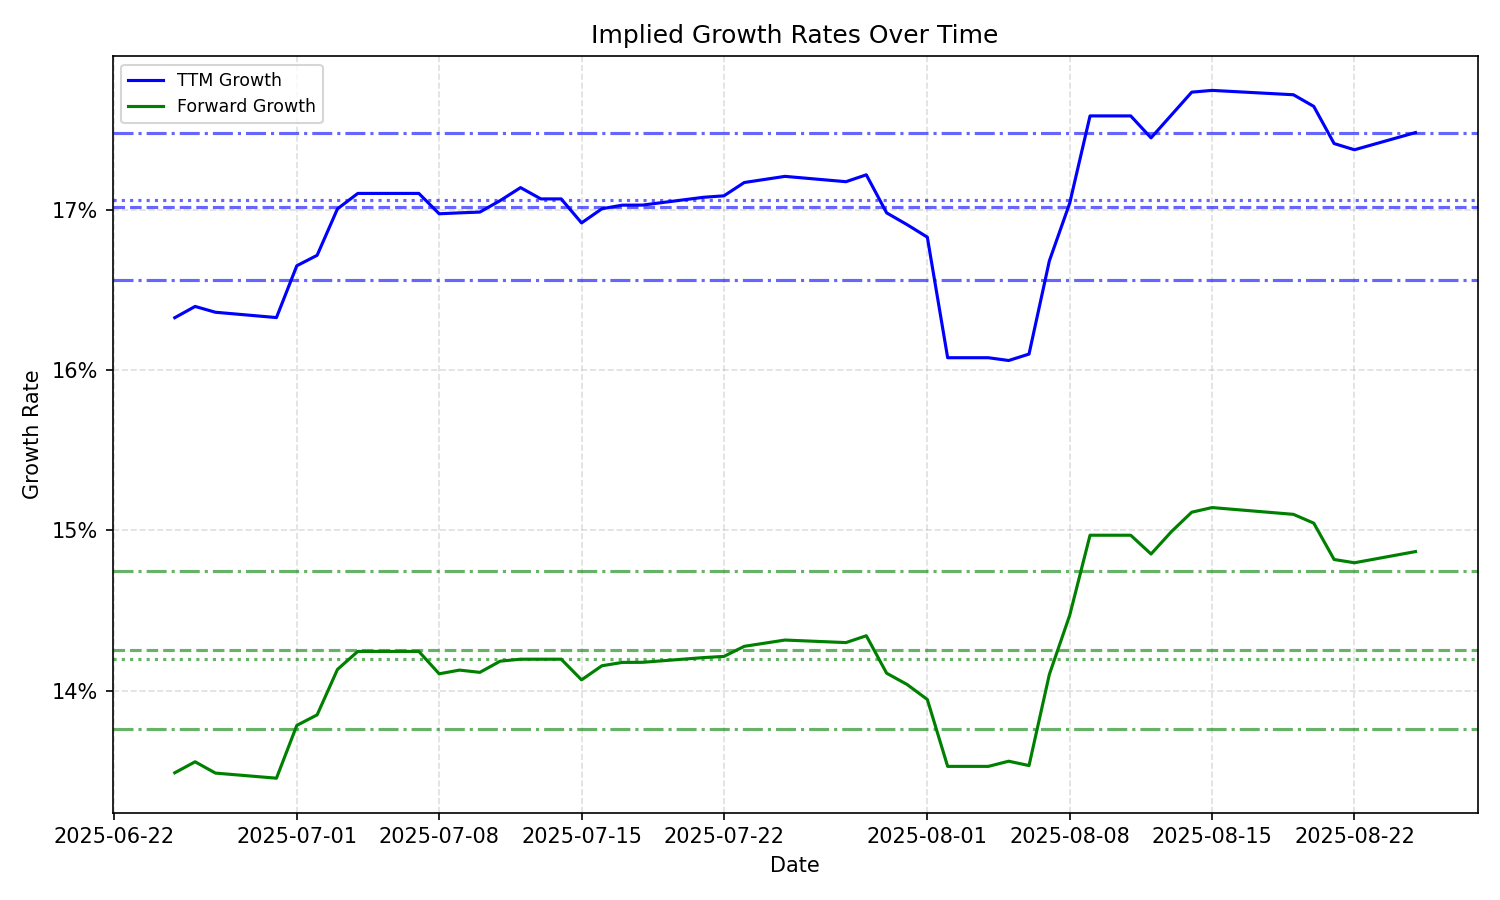 Implied Growth Rates Over Time
TTM Growth
Forward Growth
Growth Rate
17%
16%
15%
14%
2025-06-22
2025-07-01
2025-07-08
2025-07-15
2025-07-22
2025-08-01
2025-08-08
2025-08-15
2025-08-22
Date